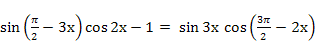 sin (π/2 − 3x) cos 2x − 1 = sin 3x cos (3π/2 − 2x)